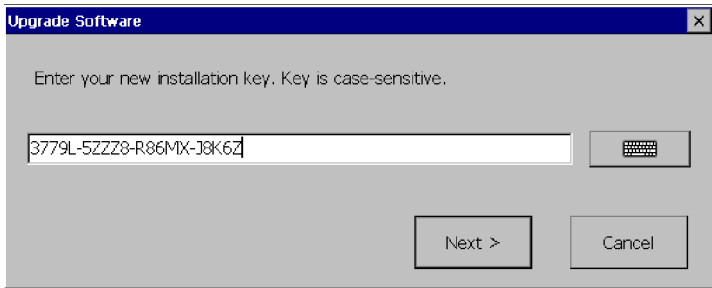 Upgrade Software
Enter your new installation key. Key is case-sensitive.
3779L-5ZZZ8-R86MX-J8K6Z
Next >
Cancel